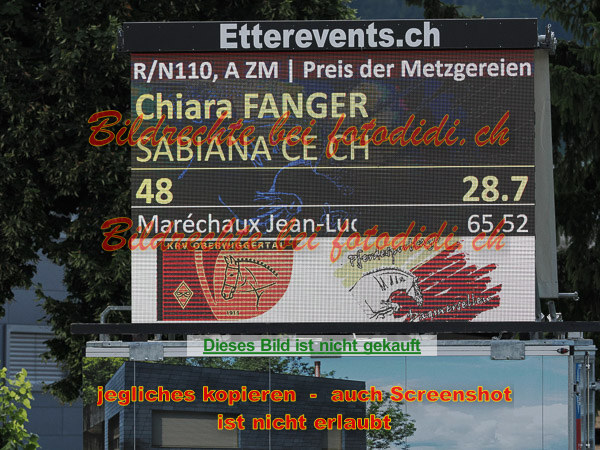 Etterevents.ch
R/N110, A ZM | Preis der Metzgereien
Chiara FANGER
Bildrechte bei fotodidi.ch
SABIANA CE CH
48 28.7
Maréchaux Jean-Luc 65.52
Bildrechte bei fotodidi.ch
KRV OBERWIGGERTAL
Dieses Bild ist nicht gekauft
jegliches kopieren - auch Screenshot
ist nicht erlaubt